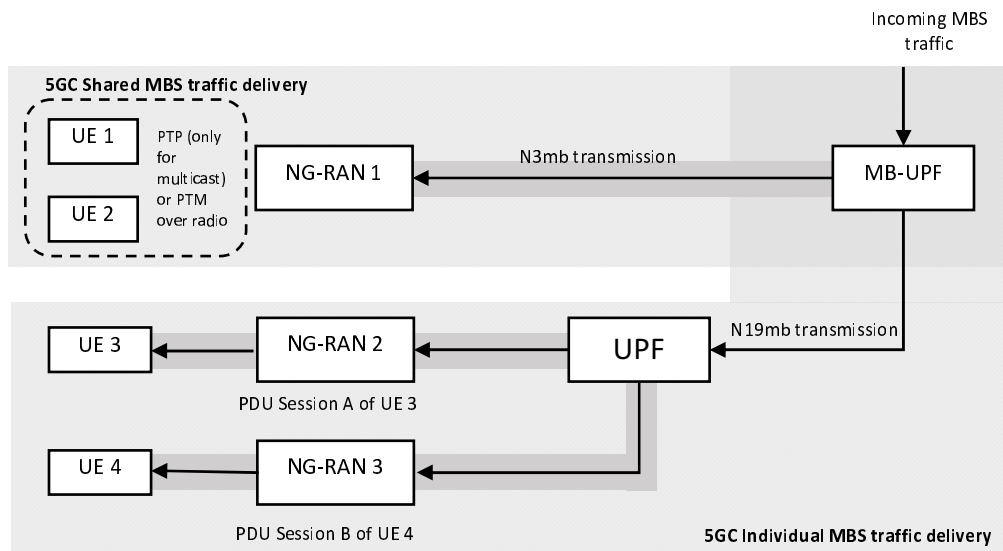 Incoming MBS
traffic
5GC Shared MBS traffic delivery
UE 1
UE 2
PTP (only
for
multicast)
or PTM
over radio
NG-RAN 1
N3mb transmission
MB-UPF
N19mb transmission
UE 3
NG-RAN 2
UPF
PDU Session A of UE 3
UE 4
NG-RAN 3
PDU Session B of UE 4
5GC Individual MBS traffic delivery